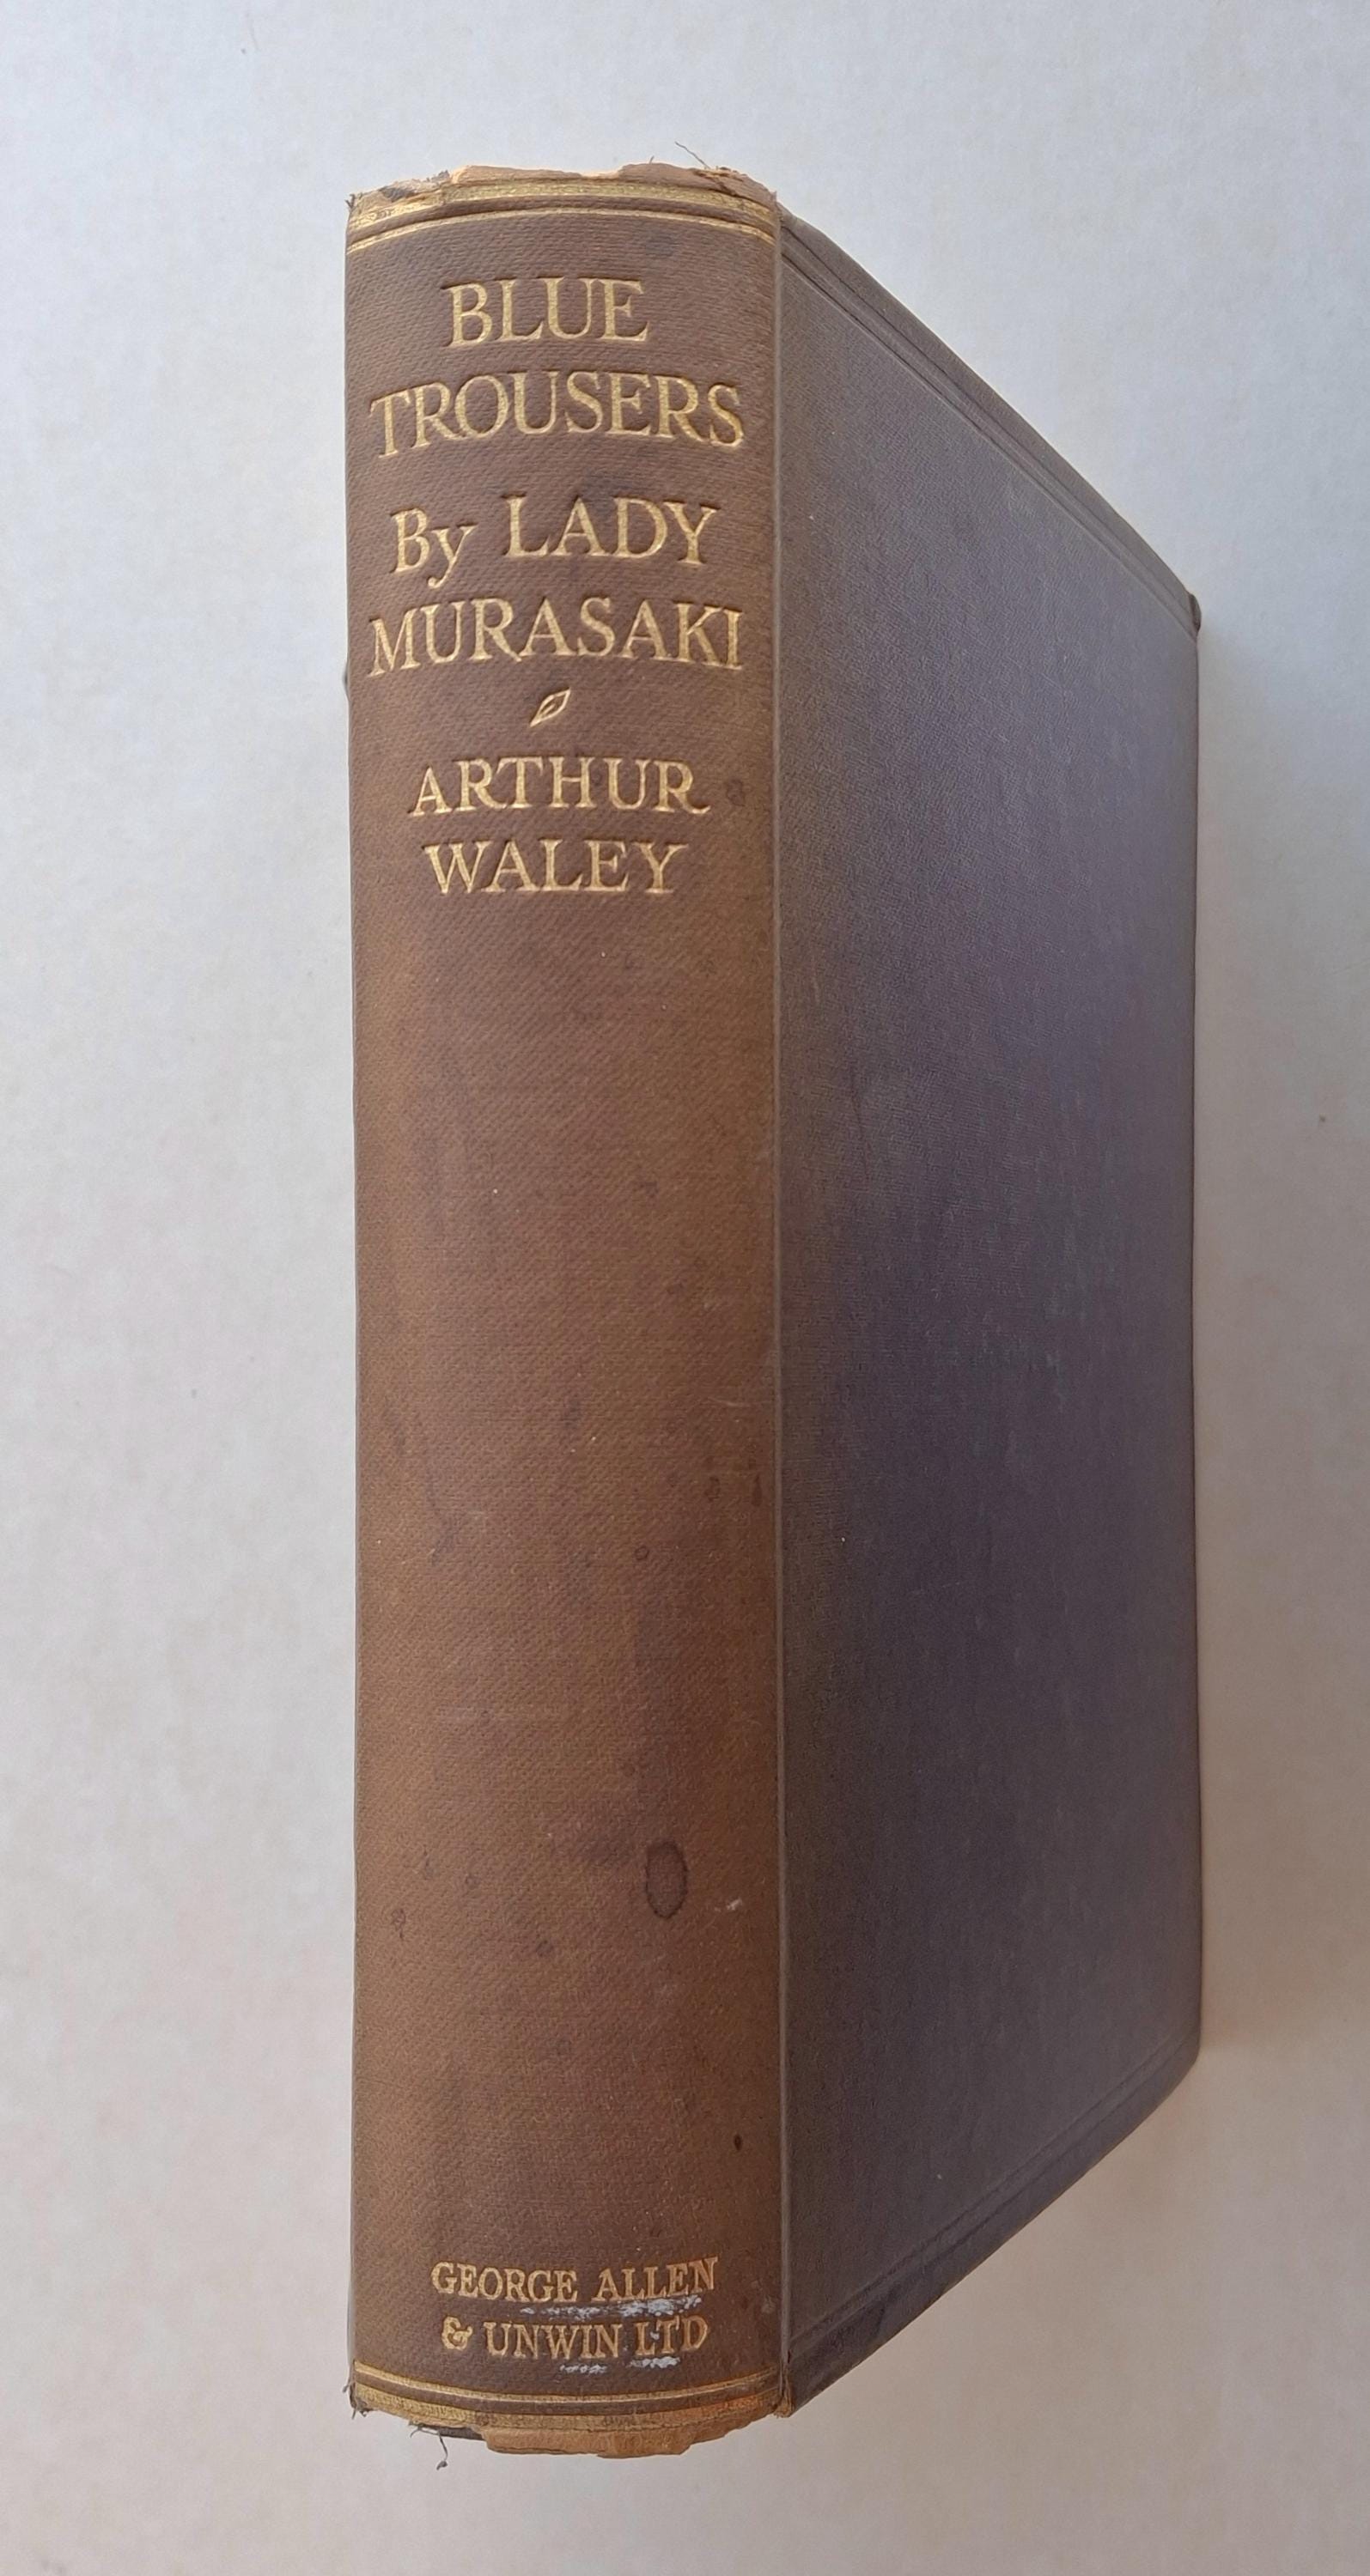 BLUE
TROUSERS
By LADY
MURASAKI
ARTHUR
WALEY
GEORGE ALLEN
& UNWIN LTD